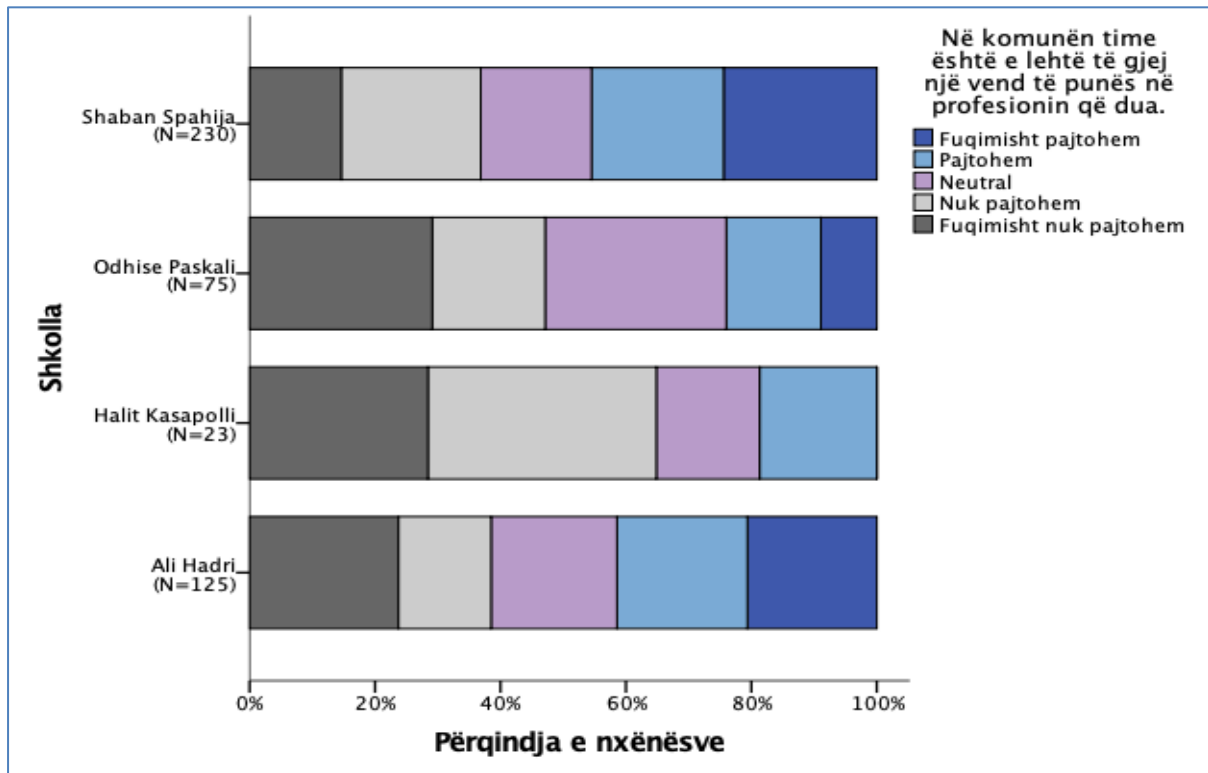 Në komunën time
është e lehtë të gjej
një vend të punës në
profesionin që dua.
Fuqimisht pajtohem
Pajtohem
Neutral
Nuk pajtohem
Fuqimisht nuk pajtohem
Shkolla
Shaban Spahija
(N=230)
Odhise Paskali
(N=75)
Halit Kasapolli
(N=23)
Ali Hadri
(N=125)
0% 20% 40% 60% 80% 100%
Përqindja e nxënësve